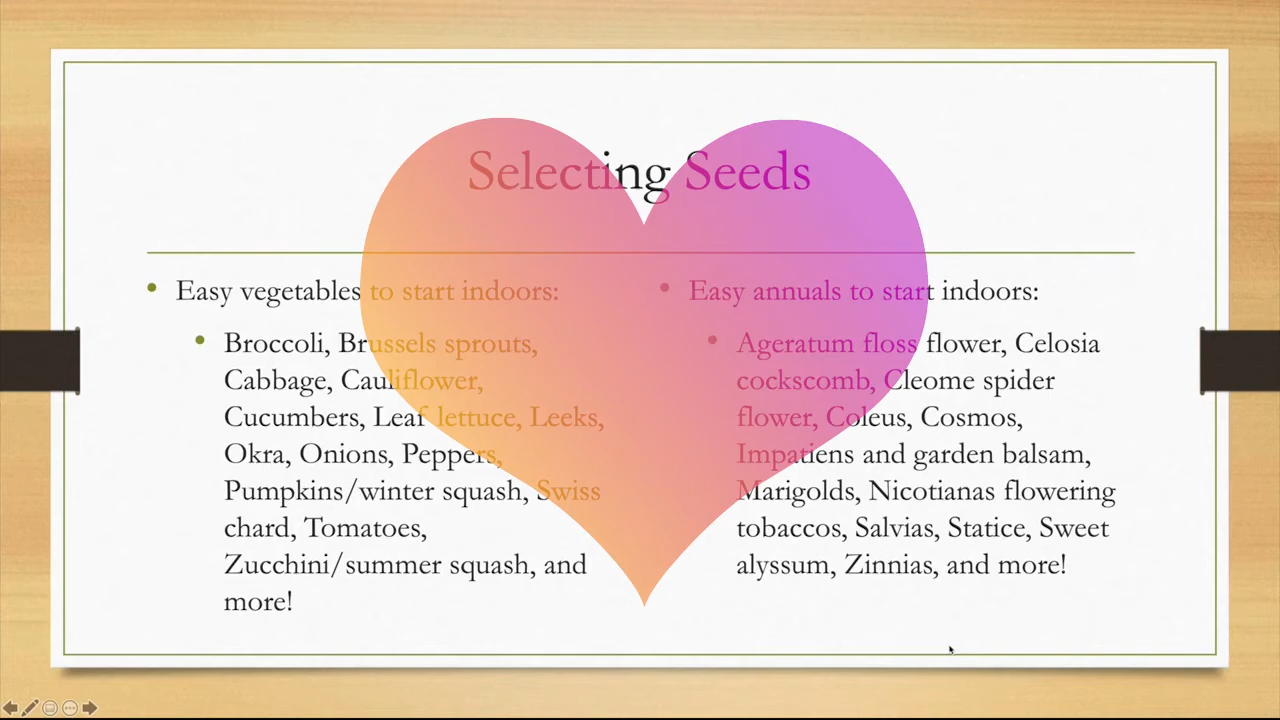 Selecting Seeds
• Easy vegetables to start indoors:
• Broccoli, Brussels sprouts,
Cabbage, Cauliflower,
Cucumbers, Leaf lettuce, Leeks,
Okra, Onions, Peppers,
Pumpkins/winter squash, Swiss
chard, Tomatoes,
Zucchini/summer squash, and
more!
• Easy annuals to start indoors:
• Ageratum floss flower, Celosia
cockscomb, Cleome spider
flower, Coleus, Cosmos,
Impatiens and garden balsam,
Marigolds, Nicotianas flowering
tobaccos, Salvias, Statice, Sweet
alyssum, Zinnias, and more!